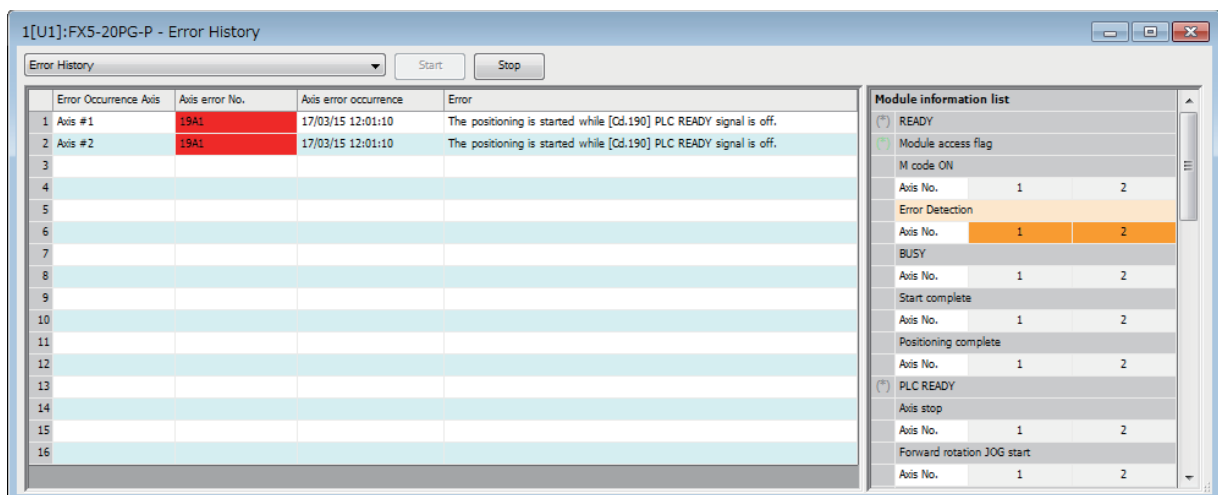 1[U1]:FX5-20PG-P - Error History
Error History Start Stop
Error Occurrence Axis Axis error No. Axis error occurrence Error
1 Axis #1 19A1 17/03/15 12:01:10 The positioning is started while [Cd.190] PLC READY signal is off.
2 Axis #2 19A1 17/03/15 12:01:10 The positioning is started while [Cd.190] PLC READY signal is off.
3
4
5
6
7
8
9
10
11
12
13
14
15
16
Module information list
(*) READY
(*) Module access flag
M code ON
Axis No. 1 2
Error Detection
Axis No. 1 2
BUSY
Axis No. 1 2
Start complete
Axis No. 1 2
Positioning complete
Axis No. 1 2
(*) PLC READY
Axis stop
Axis No. 1 2
Forward rotation JOG start
Axis No. 1 2